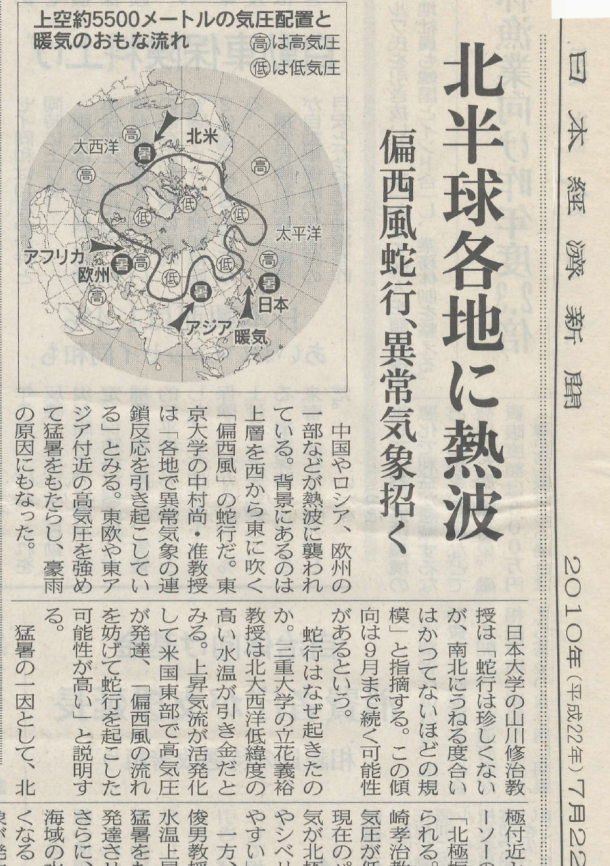 日本経済新聞
2010年(平成22年)7月22
北半球各地に熱波
偏西風蛇行、異常気象招く
上空約5500メートルの気圧配置と
暖気のおもな流れ
高は高気圧
低は低気圧
北米
大西洋
高
暑
高
高
低
低
低
太平洋
アフリカ
欧州
暑
高
低
低
高
高
暑
暑
日本
アジア
暖気
中国やロシア、欧州の
一部などが熱波に襲われ
ている。背景にあるのは
上層を西から東に吹く
「偏西風」の蛇行だ。東
京大学の中村尚・准教授
は「各地で異常気象の連
鎖反応を引き起こしてい
る」とみる。東欧や東ア
ジア付近の高気圧を強め
て猛暑をもたらし、豪雨
の原因にもなった。
日本大学の山川修治教
授は「蛇行は珍しくない
が、南北にうねる度合い
はかつてないほどの規
模」と指摘する。この傾
向は9月まで続く可能性
があるという。
蛇行はなぜ起きたの
か。三重大学の立花義裕
教授は北大西洋低緯度の
高い水温が引き金だと
みる。上昇気流が活発化
して米国東部で高気圧
が発達、「偏西風の流れ
を妨げて蛇行を起こした
可能性が高い」と説明す
る。
猛暑の一因として、北
極付近
ーソー
られる。
北極
崎孝治
気圧が低
現在の
気が北極
やシベリ
やすい
一方、
俊男教授
水温上
猛暑を
発達させ
さらに、
海域の水
くなる